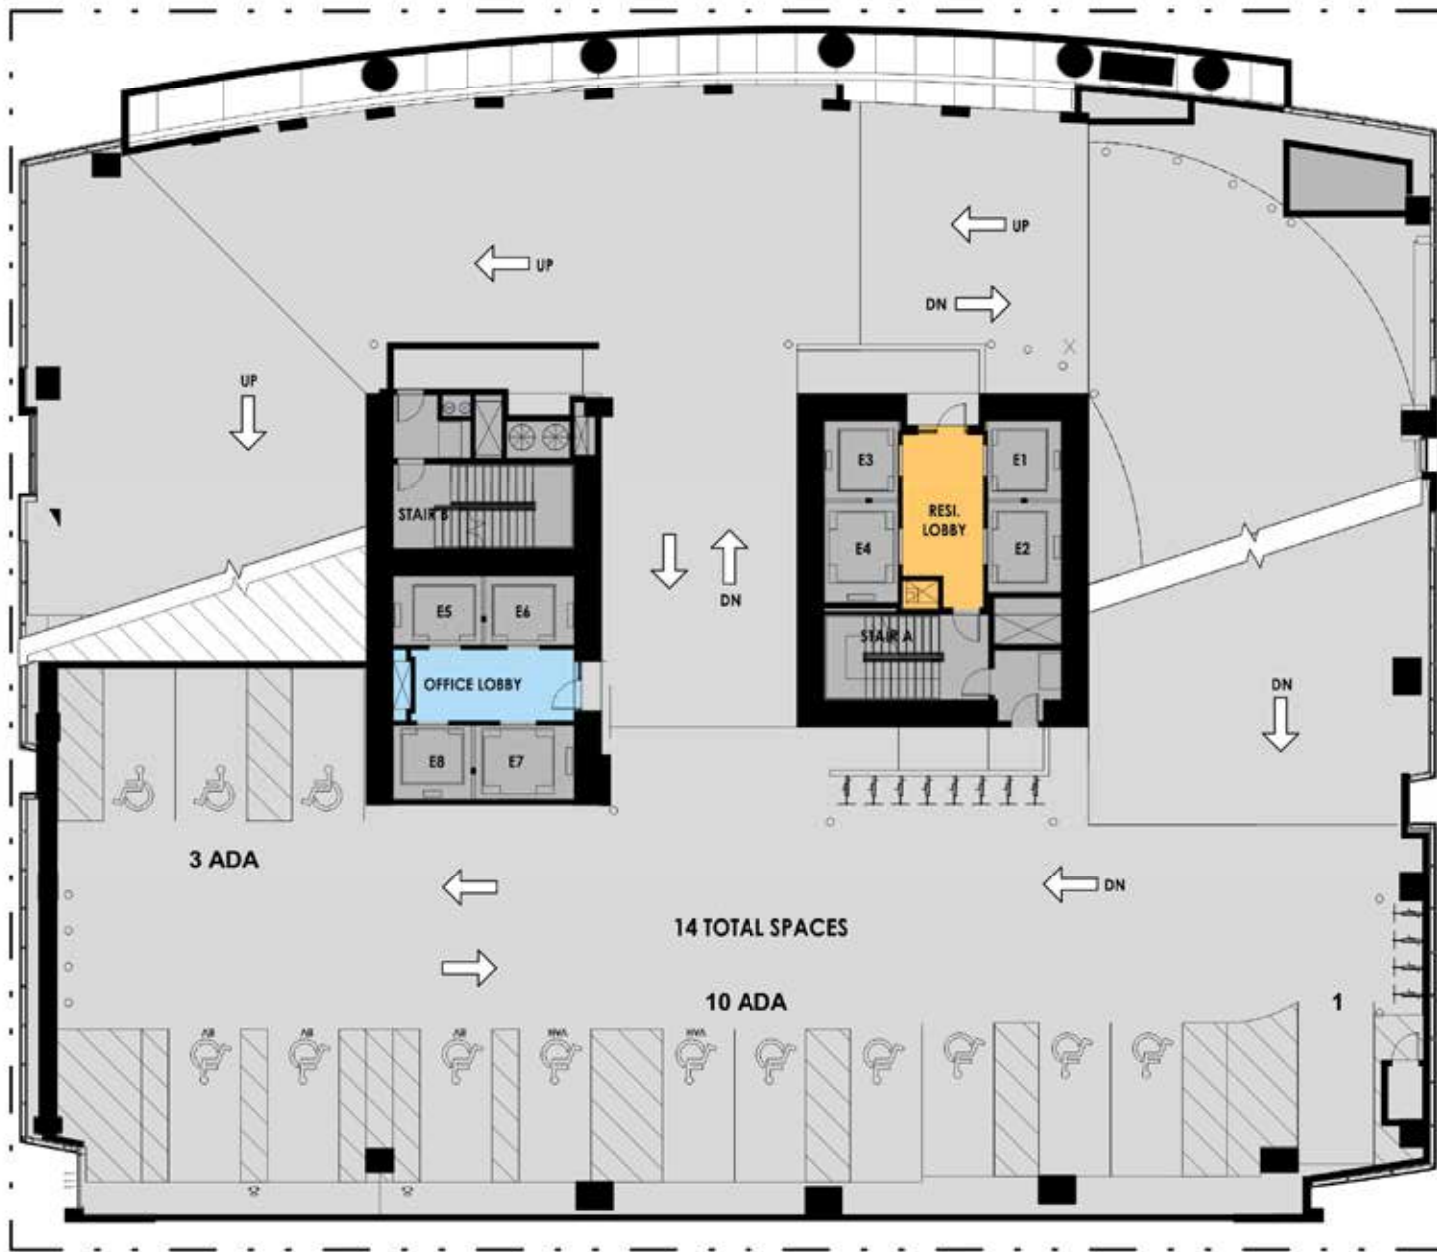 UP
UP
DN
UP
E3
E1
RESI.
LOBBY
STAIR B
E4
E2
DN
E5
E6
STAIR A
OFFICE LOBBY
DN
E8
E7
3 ADA
DN
14 TOTAL SPACES
10 ADA
1